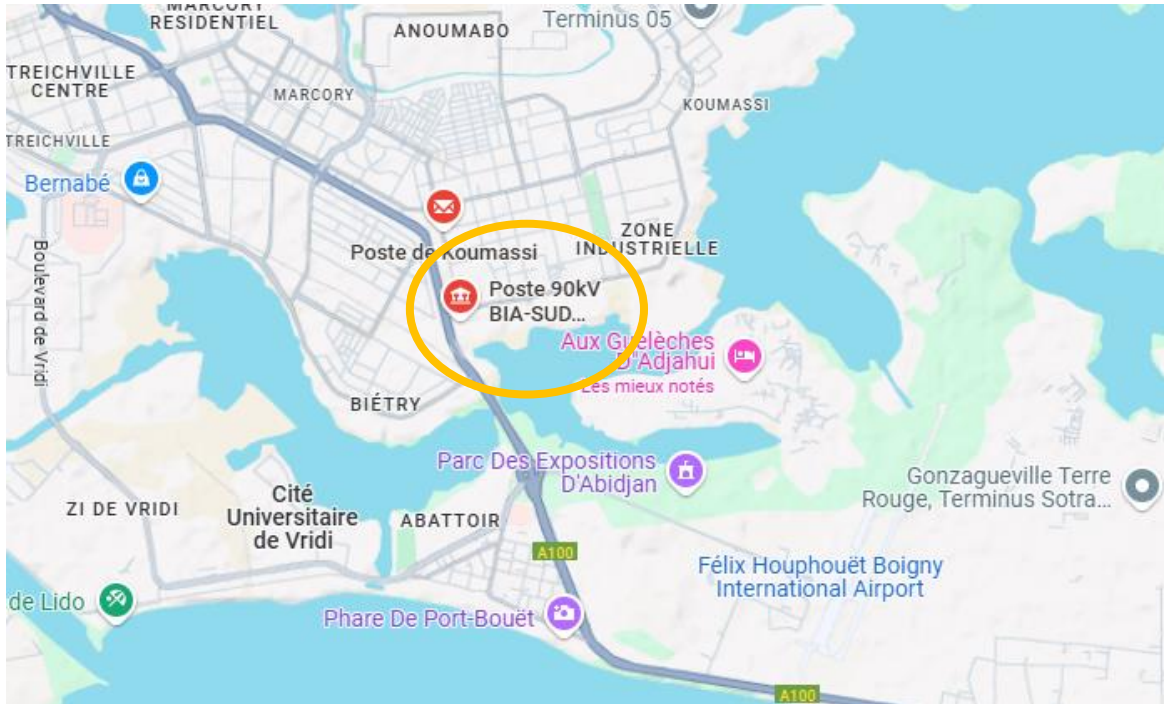 MARCORY
RESIDENTIEL
Terminus 05
ANOUMABO
TREICHVILLE
CENTRE
MARCORY
KOUMASSI
TREICHVILLE
Bernabé
ZONE
INDUSTRIELLE
Poste de Koumassi
Boulevard de Vridi
Poste 90kV
BIA-SUD...
Aux Guelèches
D'Adjahui
Les mieux notés
BIÉTRY
Parc Des Expositions
D'Abidjan
Gonzagueville Terre
Rouge, Terminus Sotra...
Cité
Universitaire
de Vridi
ZI DE VRIDI
ABATTOIR
A100
Félix Houphouët Boigny
International Airport
de Lido
Phare De Port-Bouët
A100